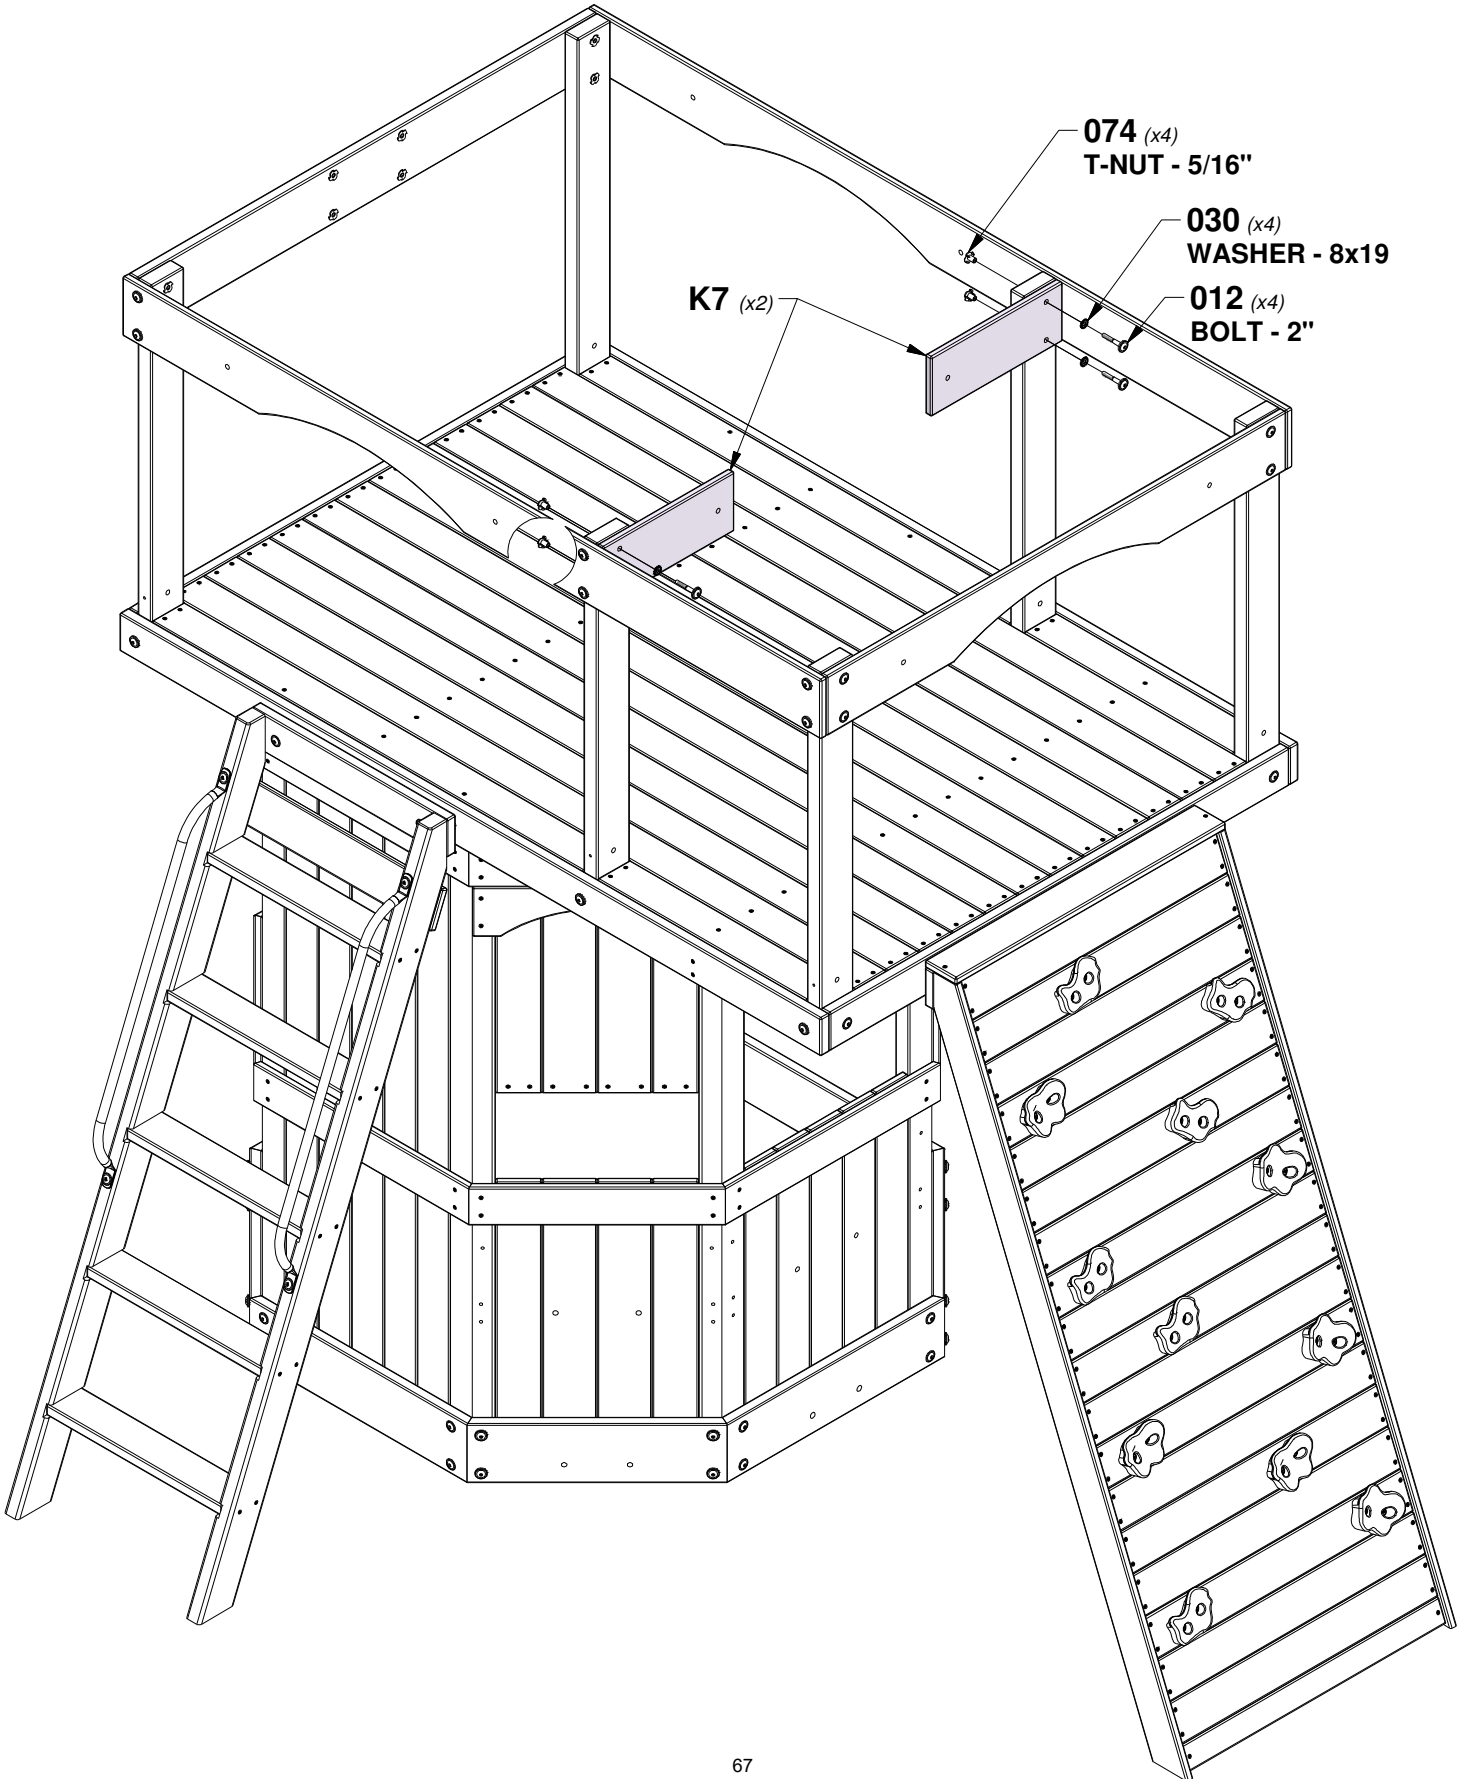 074 (x4)
T-NUT - 5/16"
030 (x4)
WASHER - 8x19
K7 (x2)
012 (x4)
BOLT - 2"
67